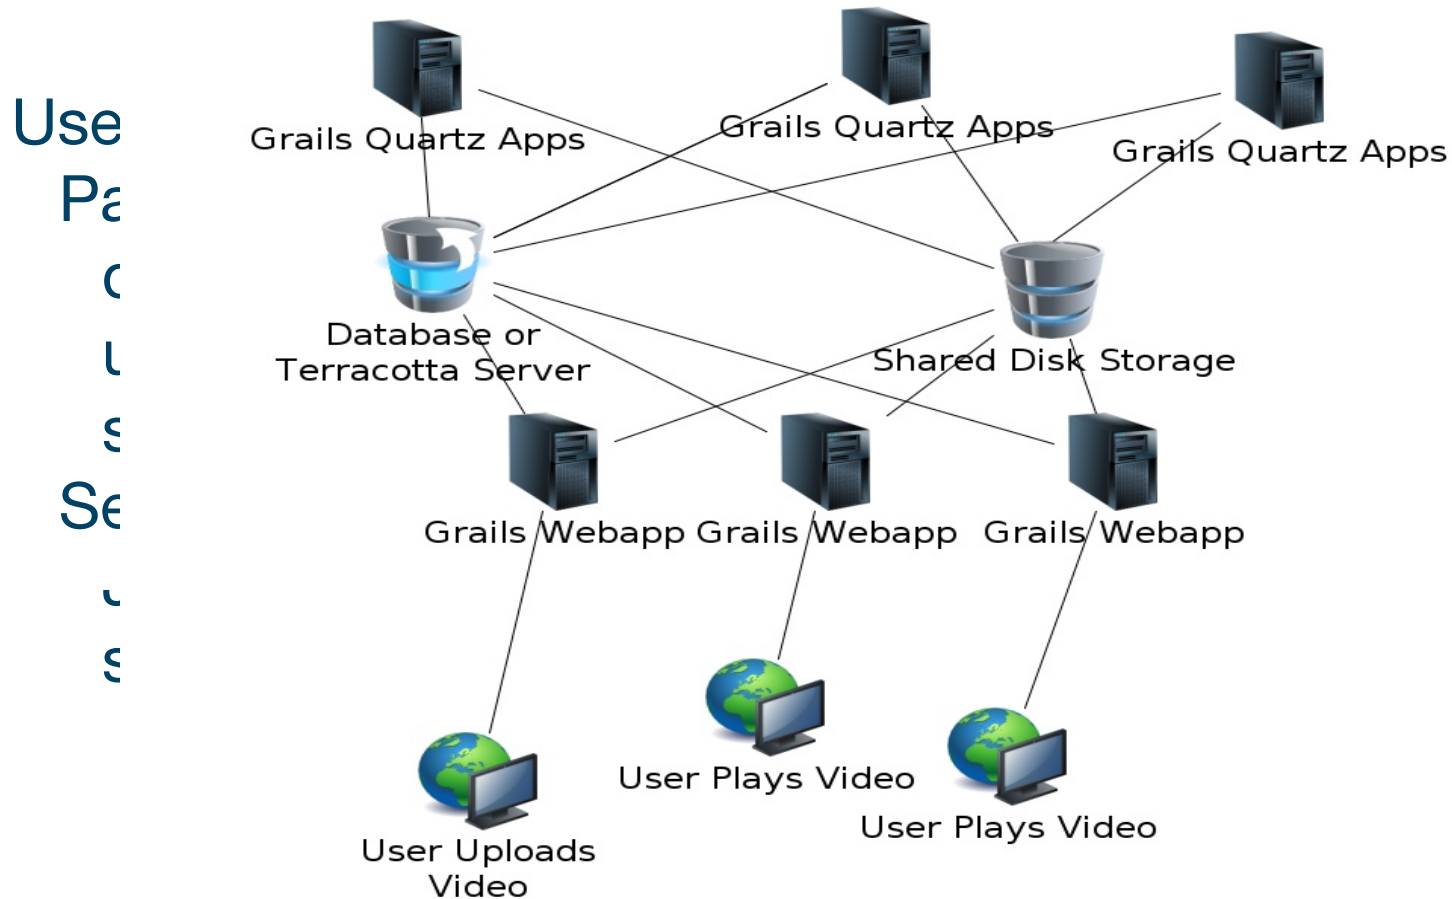 Use
Pa
s
Se
s
Grails Quartz Apps
Grails Quartz Apps
Grails Quartz Apps
Database or
Terracotta Server
Shared Disk Storage
Grails Webapp
Grails Webapp
Grails Webapp
User Plays Video
User Plays Video
User Uploads
Video